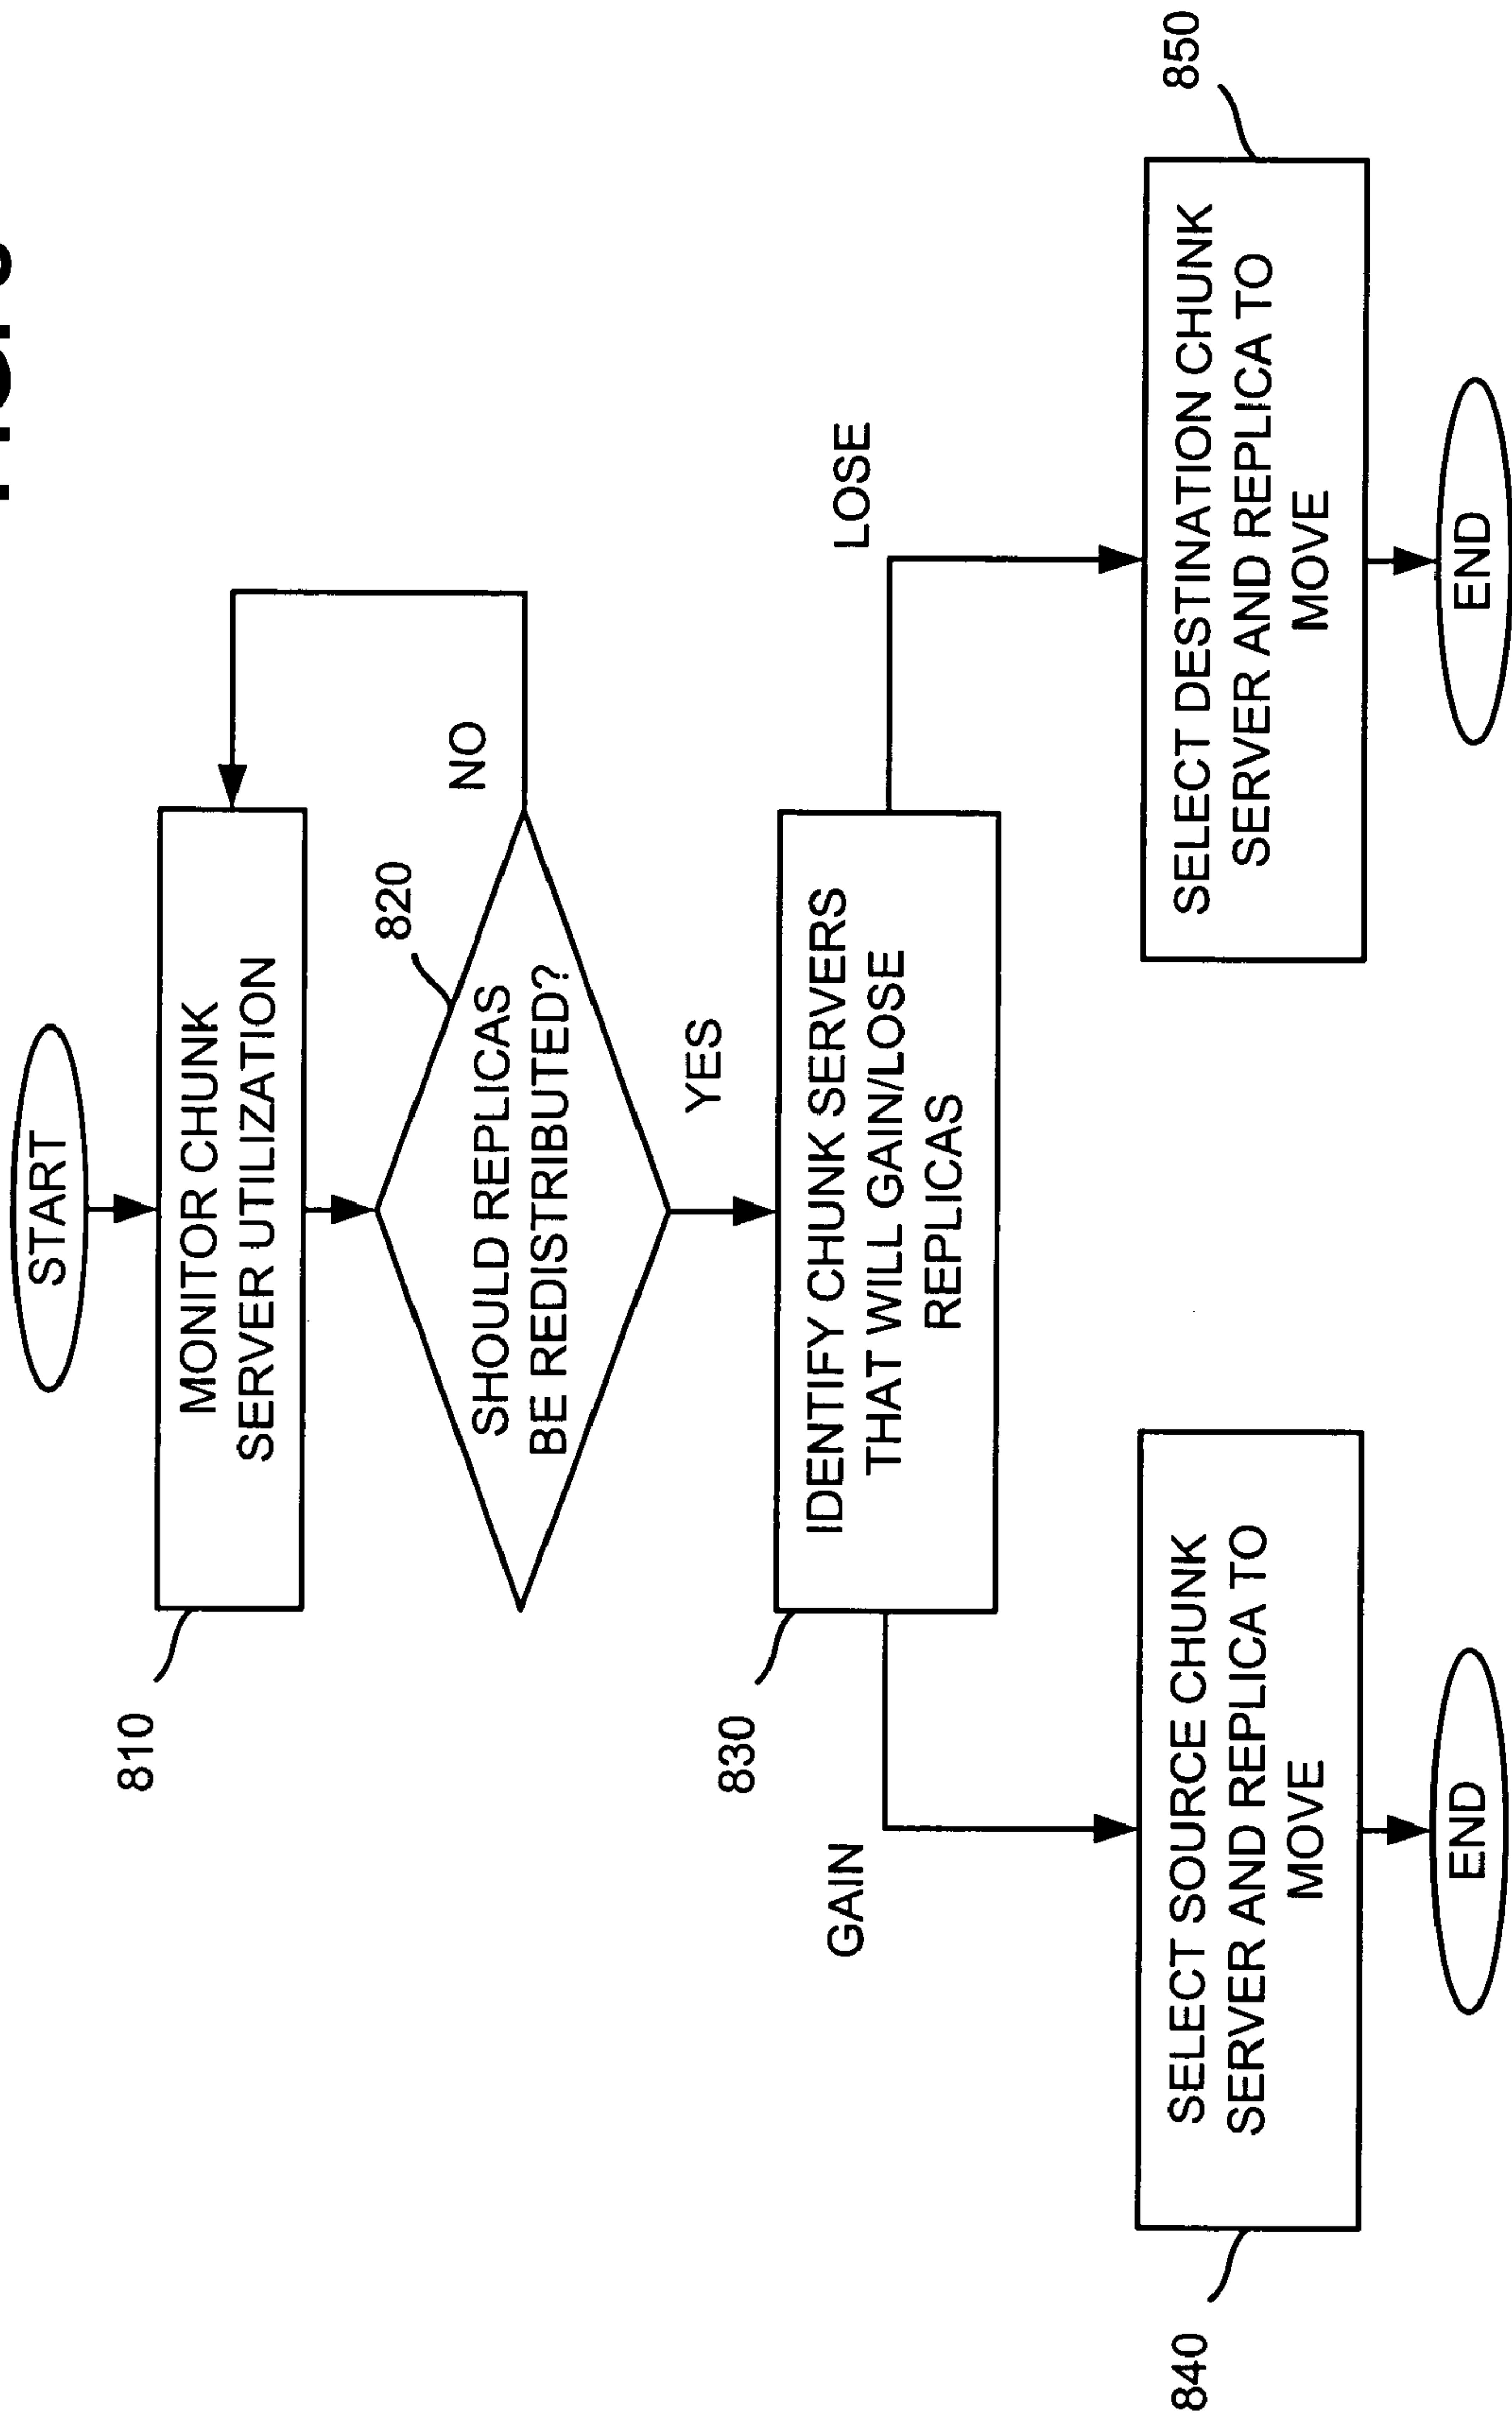 START
810
MONITOR CHUNK
SERVER UTILIZATION
820
SHOULD REPLICAS
BE REDISTRIBUTED?
NO
YES
830
IDENTIFY CHUNK SERVERS
THAT WILL GAIN/LOSE
REPLICAS
GAIN
LOSE
840
SELECT SOURCE CHUNK
SERVER AND REPLICA TO
MOVE
END
850
SELECT DESTINATION CHUNK
SERVER AND REPLICA TO
MOVE
END